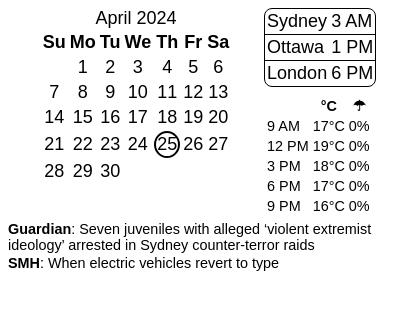 April 2024
Su Mo Tu We Th Fr Sa
1 2 3 4 5 6
7 8 9 10 11 12 13
14 15 16 17 18 19 20
21 22 23 24 25 26 27
28 29 30
Sydney 3 AM
Ottawa 1 PM
London 6 PM
°C ☂
9 AM 17°C 0%
12 PM 19°C 0%
3 PM 18°C 0%
6 PM 17°C 0%
9 PM 16°C 0%
Guardian: Seven juveniles with alleged ‘violent extremist
ideology’ arrested in Sydney counter-terror raids
SMH: When electric vehicles revert to type